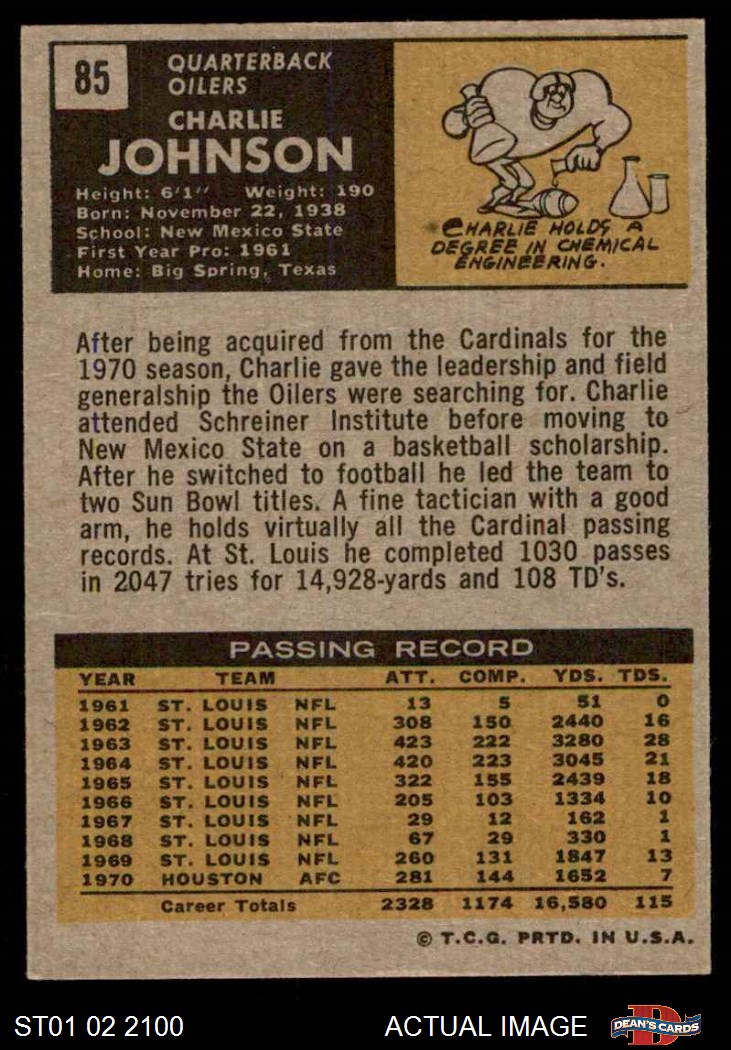 85
QUARTERBACK
OILERS
CHARLIE
JOHNSON
Height: 6'1" Weight: 190
Born: November 22, 1938
School: New Mexico State
First Year Pro: 1961
Home: Big Spring, Texas
CHARLIE HOLDS A
DEGREE IN CHEMICAL
ENGINEERING.
After being acquired from the Cardinals for the
1970 season, Charlie gave the leadership and field
generalship the Oilers were searching for. Charlie
attended Schreiner Institute before moving to
New Mexico State on a basketball scholarship.
After he switched to football he led the team to
two Sun Bowl titles. A fine tactician with a good
arm, he holds virtually all the Cardinal passing
records. At St. Louis he completed 1030 passes
in 2047 tries for 14,928-yards and 108 TD's.
PASSING RECORD
YEAR TEAM ATT. COMP. YDS. TDS.
1961 ST. LOUIS NFL 13 5 51 0
1962 ST. LOUIS NFL 308 150 2440 16
1963 ST. LOUIS NFL 423 222 3280 28
1964 ST. LOUIS NFL 420 223 3045 21
1965 ST. LOUIS NFL 322 155 2439 18
1966 ST. LOUIS NFL 205 103 1334 10
1967 ST. LOUIS NFL 29 12 162 1
1968 ST. LOUIS NFL 67 29 330 1
1969 ST. LOUIS NFL 260 131 1847 13
1970 HOUSTON AFC 281 144 1652 7
Career Totals 2328 1174 16,580 115
© T.C.G. PRTD. IN U.S.A.
ST01 02 2100 ACTUAL IMAGE D DEAN'S CARDS